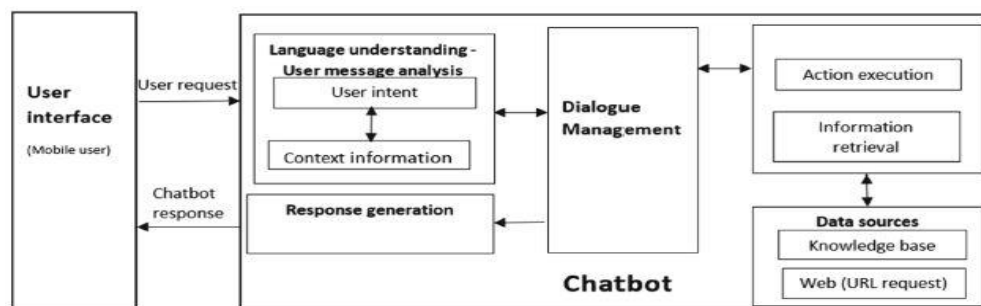 User
interface
(Mobile user)
User request
Chatbot
response
Language understanding -
User message analysis
User intent
Context information
Response generation
Dialogue
Management
Action execution
Information
retrieval
Data sources
Knowledge base
Web (URL request)
Chatbot